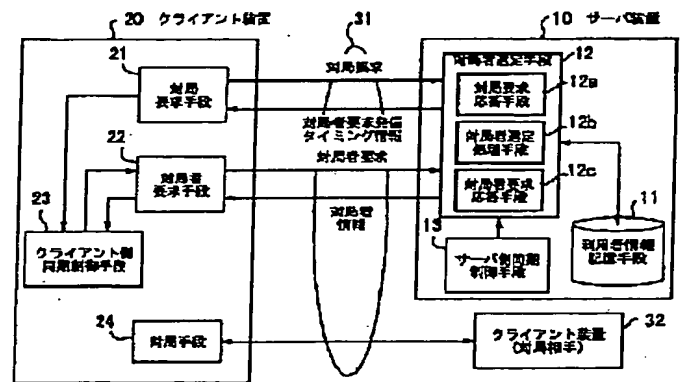 20 クライアント装置
31
10 サーバ装置
21
対局
要求手段
対局要求
対局者選定手段
12
対局要求
応答手段
12a
対局者要求発信
タイミング情報
22
対局者
要求手段
対局者要求
対局者選定
処理手段
12b
対局者要求
応答手段
12c
対局者
情報
23
クライアント側
同期制御手段
13
サーバ側同期
制御手段
11
利用者情報
記憶手段
24
対局手段
クライアント装置
(対局相手)
32